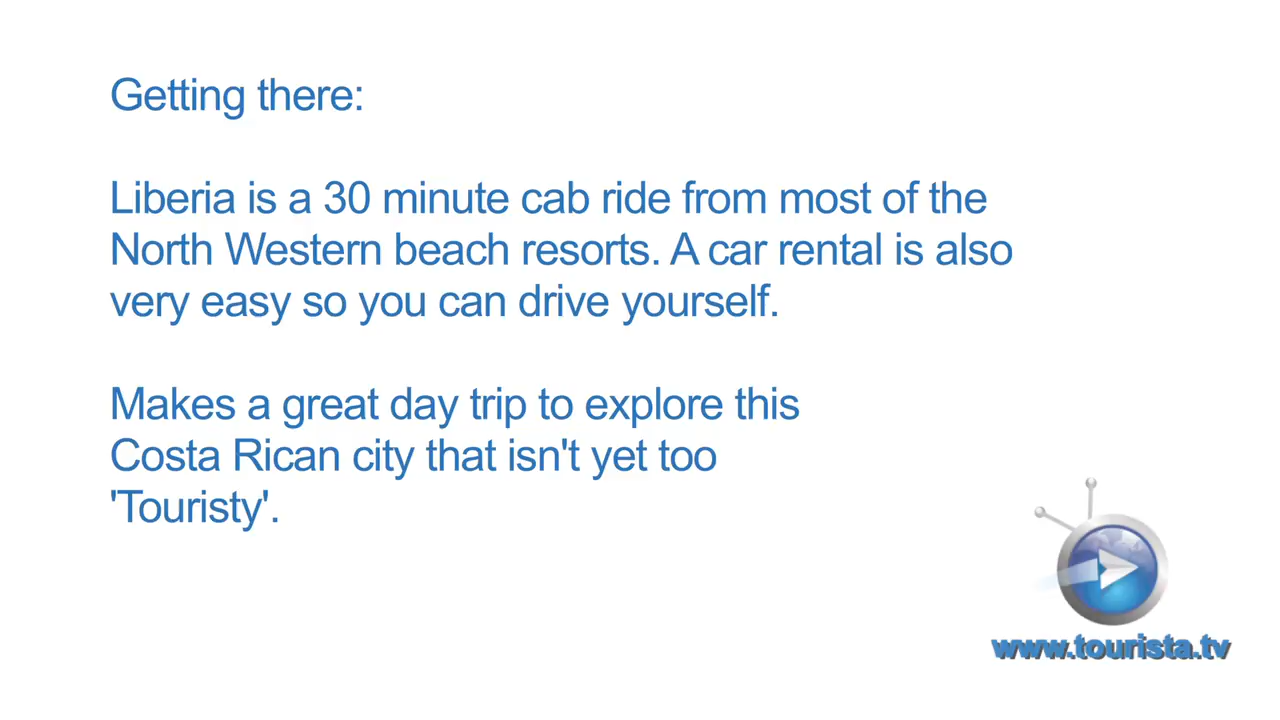 Getting there:
Liberia is a 30 minute cab ride from most of the
North Western beach resorts. A car rental is also
very easy so you can drive yourself.
Makes a great day trip to explore this
Costa Rican city that isn't yet too
'Touristy'.
www.tourista.tv